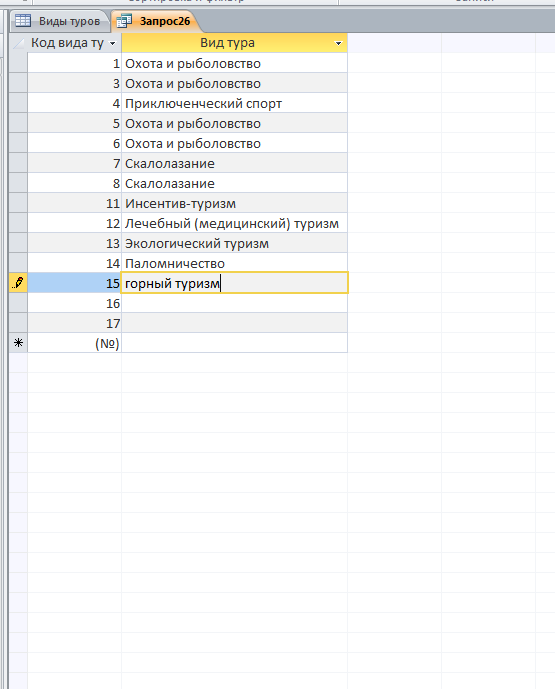 Виды туров
Запрос26
Код вида ту
Вид тура
1 Охота и рыболовство
3 Охота и рыболовство
4 Приключенческий спорт
5 Охота и рыболовство
6 Охота и рыболовство
7 Скалолазание
8 Скалолазание
11 Инсентив-туризм
12 Лечебный (медицинский) туризм
13 Экологический туризм
14 Паломничество
15 горный туризм
16
17
(№)